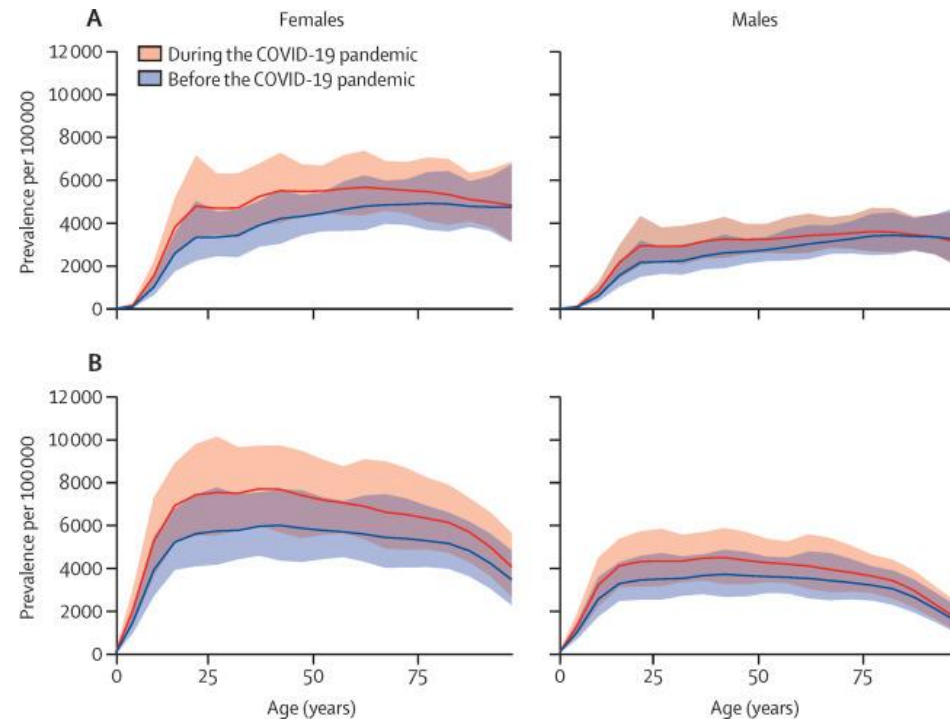 A
Females
Males
During the COVID-19 pandemic
Before the COVID-19 pandemic
Prevalence per 100 000
12 000
10 000
8000
6000
4000
2000
0
B
Prevalence per 100 000
12 000
10 000
8000
6000
4000
2000
0
0
25
50
75
0
25
50
75
Age (years)
Age (years)